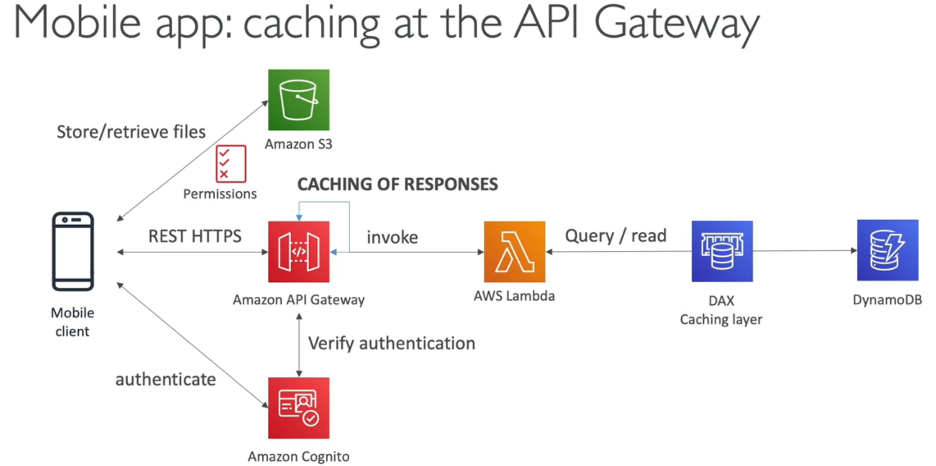 Mobile app: caching at the API Gateway
Store/retrieve files
Amazon S3
Permissions
CACHING OF RESPONSES
REST HTTPS
invoke
Query / read
Mobile
client
Amazon API Gateway
AWS Lambda
DAX
Caching layer
DynamoDB
Verify authentication
authenticate
Amazon Cognito